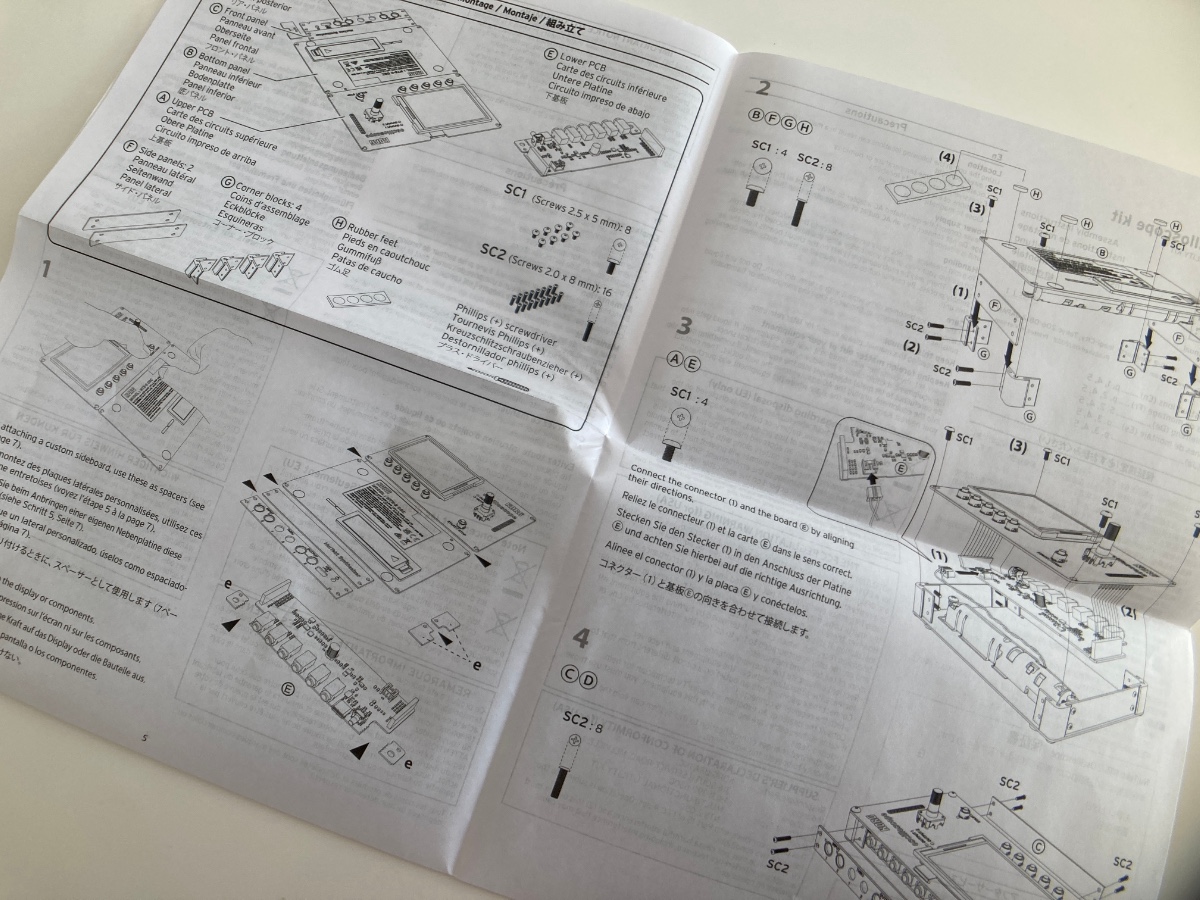 Montage / Montaje / 組み立て
posterior
リア・パネル
Ⓒ Front panel
Panneau avant
Oberseite
Panel frontal
フロント・パネル
Ⓑ Bottom panel
Panneau inférieur
Bodenplatte
Panel inferior
底パネル
Ⓐ Upper PCB
Carte des circuits supérieure
Obere Platine
Circuito impreso de arriba
上基板
Ⓔ Lower PCB
Carte des circuits inférieure
Untere Platine
Circuito impreso de abajo
下基板
Ⓕ Side panels: 2
Panneau latéral
Seitenwand
Panel lateral
サイド・パネル
Ⓖ Corner blocks: 4
Coins d'assemblage
Eckblöcke
Esquineras
コーナー・ブロック
Ⓗ Rubber feet
Pieds en caoutchouc
Gummifuß
Patas de caucho
ゴム足
SC1 (Screws 2.5 x 5 mm): 8
SC2 (Screws 2.0 x 8 mm): 16
Phillips (+) screwdriver
Tournevis Phillips (+)
Kreuzschlitzschraubenzieher (+)
Destornillador phillips (+)
プラス・ドライバー
1
attaching a custom sideboard, use these as spacers (see
ge 7).
montez des plaques latérales personnalisées, utilisez ces
me entretoises (voyez l'étape 5 à la page 7).
Sie beim Anbringen einer eigenen Nebenplatine diese
(siehe Schritt 5, Seite 7).
que un lateral personalizado, úselos como espaciado-
ágina 7).
り付けるときに、スペーサーとして使用します (7ペー
the display or components.
pression sur l'écran ni sur les composants.
ne Kraft auf das Display oder die Bauteile aus.
pantalla o los componentes.
けない。
e
e
e
Ⓔ
5
2
ⒷⒻⒼⒽ
SC1 : 4
SC2 : 8
(4)
SC1
(3)
Ⓗ
SC1
Ⓗ
Ⓗ
SC1
Ⓑ
(1)
Ⓕ
Ⓕ
SC2
(2)
Ⓖ
SC2
Ⓖ
Ⓖ
SC2
Ⓖ
3
ⒶⒺ
SC1 : 4
Ⓔ
SC1
(3)
SC1
SC1
(1)
(2)
Connect the connector (1) and the board Ⓔ by aligning
their directions.
Reliez le connecteur (1) et la carte Ⓔ dans le sens correct.
Stecken Sie den Stecker (1) in den Anschluss der Platine
Ⓔ und achten Sie hierbei auf die richtige Ausrichtung.
Alinee el conector (1) y la placa Ⓔ y conéctelos.
コネクター (1) と基板Ⓔの向きを合わせて接続します。
4
ⒸⒹ
SC2 : 8
SC2
Ⓒ
SC2
SC2